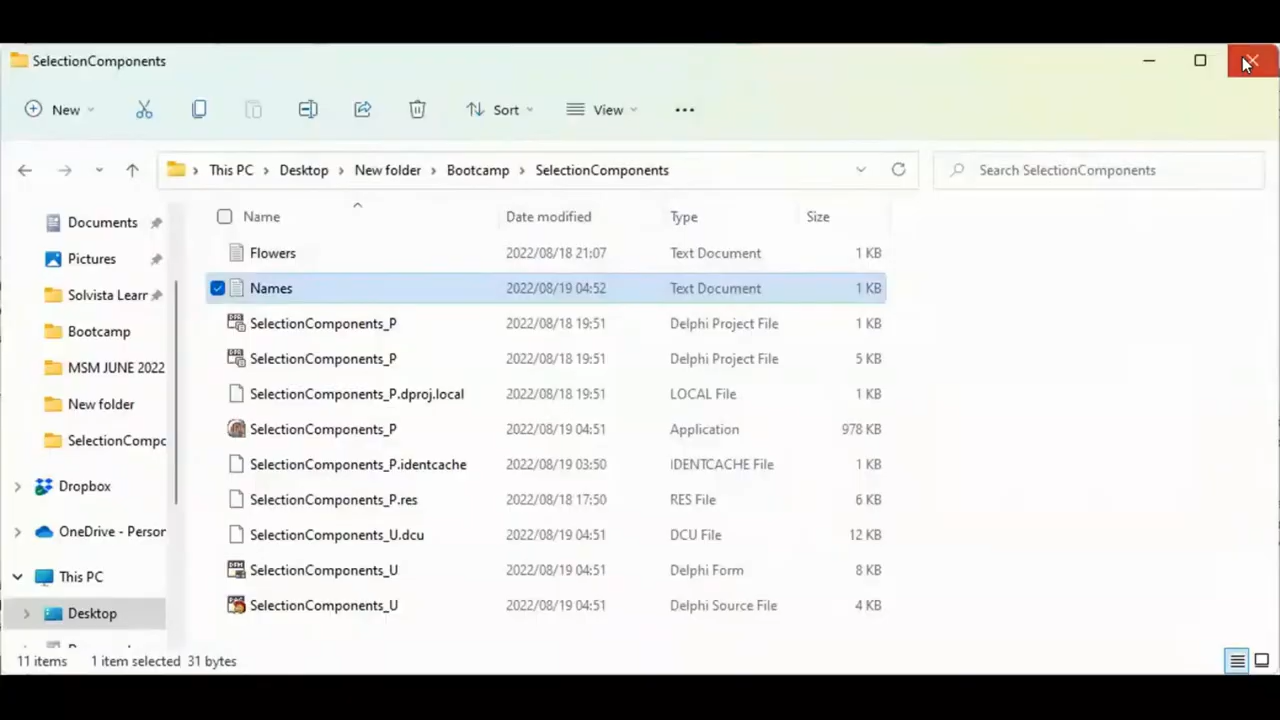 SelectionComponents
New
Sort
View
This PC > Desktop > New folder > Bootcamp > SelectionComponents
Search SelectionComponents
Name Date modified Type Size
Documents
Pictures
Solvista Learr
Bootcamp
MSM JUNE 2022
New folder
SelectionCompc
Dropbox
OneDrive - Persor
This PC
Desktop
Flowers 2022/08/18 21:07 Text Document 1 KB
Names 2022/08/19 04:52 Text Document 1 KB
SelectionComponents_P 2022/08/18 19:51 Delphi Project File 1 KB
SelectionComponents_P 2022/08/18 19:51 Delphi Project File 5 KB
SelectionComponents_P.dproj.local 2022/08/18 19:51 LOCAL File 1 KB
SelectionComponents_P 2022/08/19 04:51 Application 978 KB
SelectionComponents_P.identcache 2022/08/19 03:50 IDENTCACHE File 1 KB
SelectionComponents_P.res 2022/08/18 17:50 RES File 6 KB
SelectionComponents_U.dcu 2022/08/19 04:51 DCU File 12 KB
SelectionComponents_U 2022/08/19 04:51 Delphi Form 8 KB
SelectionComponents_U 2022/08/19 04:51 Delphi Source File 4 KB
11 items 1 item selected 31 bytes